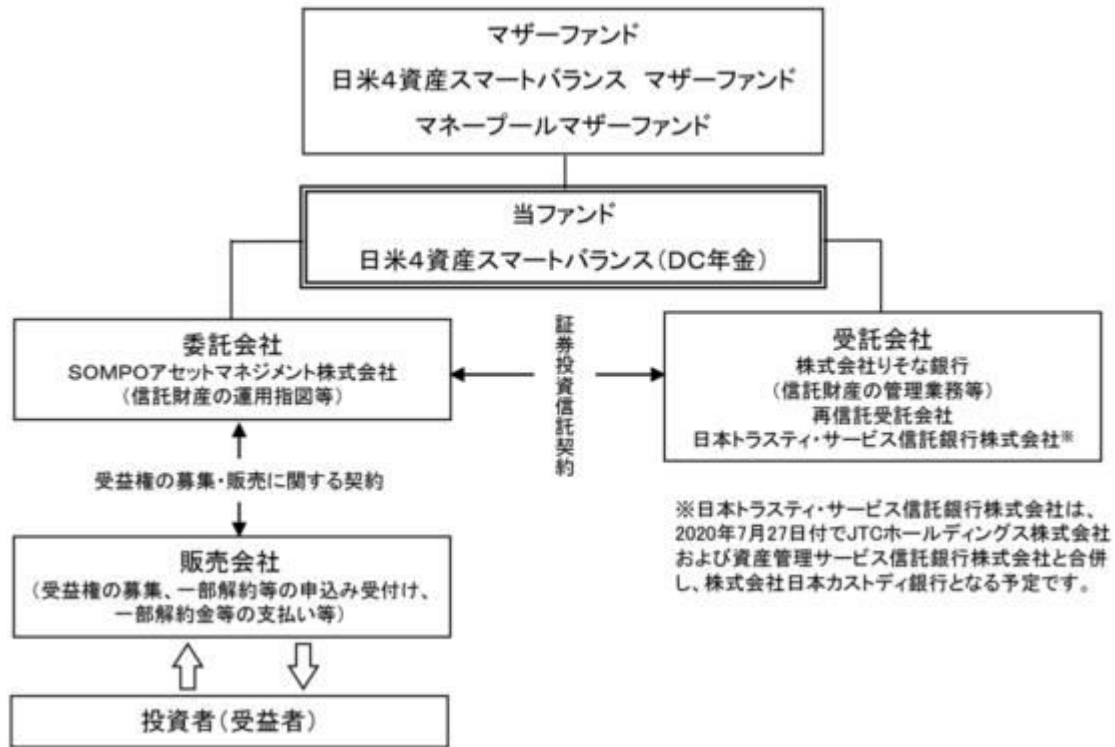 マザーファンド
日米4資産スマートバランス マザーファンド
マネープールマザーファンド
当ファンド
日米4資産スマートバランス(DC年金)
委託会社
SOMPOアセットマネジメント株式会社
(信託財産の運用指図等)
証券投資信託契約
受託会社
株式会社りそな銀行
(信託財産の管理業務等)
再信託受託会社
日本トラスティ・サービス信託銀行株式会社※
受益権の募集・販売に関する契約
販売会社
(受益権の募集、一部解約等の申込み受付け、
一部解約金等の支払い等)
投資者(受益者)
※日本トラスティ・サービス信託銀行株式会社は、
2020年7月27日付でJTCホールディングス株式会社
および資産管理サービス信託銀行株式会社と合併
し、株式会社日本カストディ銀行となる予定です。